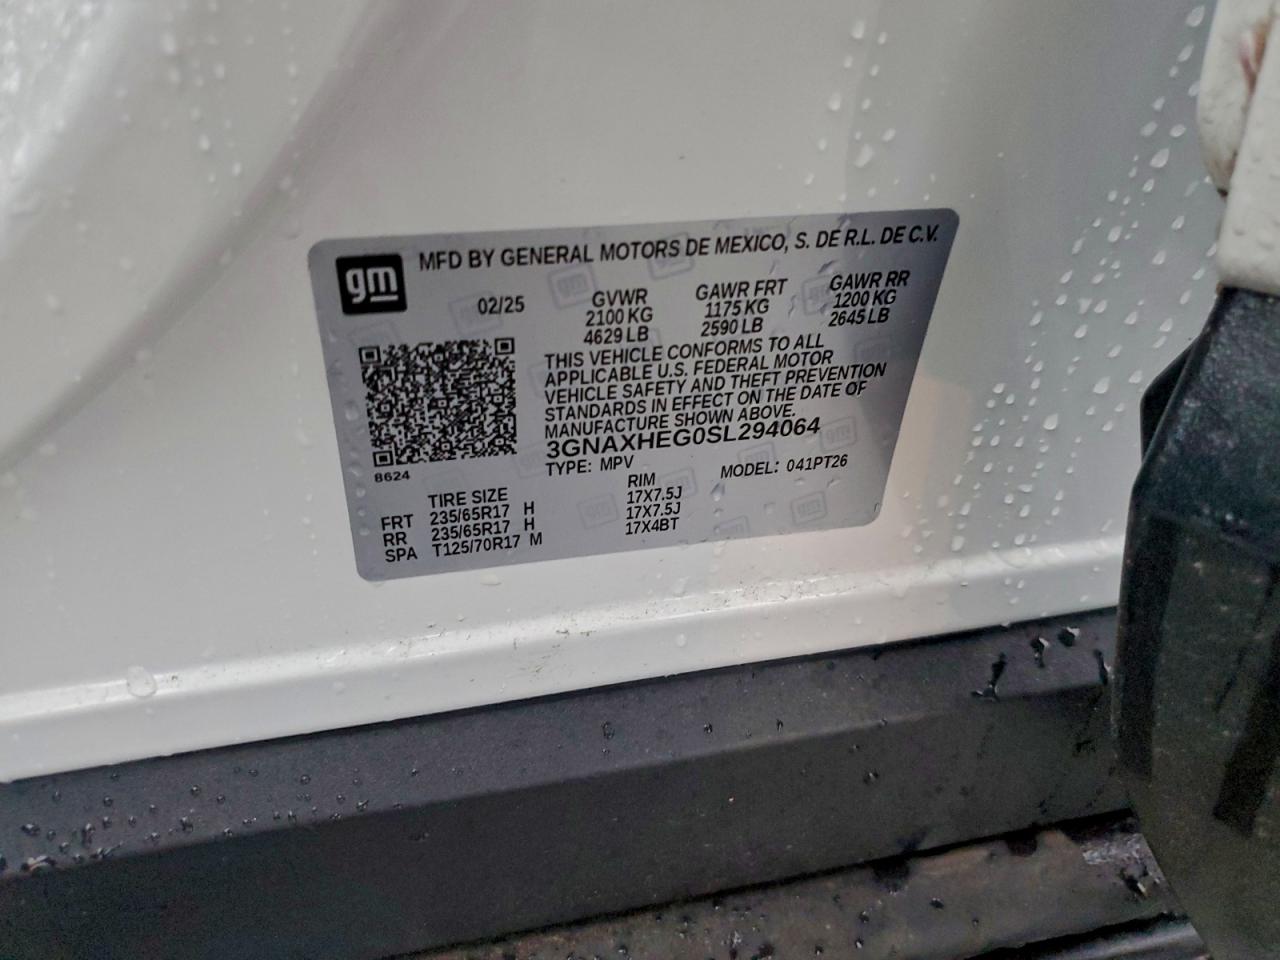 gm MFD BY GENERAL MOTORS DE MEXICO, S. DE R.L. DE C.V.
02/25 GVWR GAWR FRT GAWR RR
2100 KG 1175 KG 1200 KG
4629 LB 2590 LB 2645 LB
THIS VEHICLE CONFORMS TO ALL
APPLICABLE U.S. FEDERAL MOTOR
VEHICLE SAFETY AND THEFT PREVENTION
STANDARDS IN EFFECT ON THE DATE OF
MANUFACTURE SHOWN ABOVE.
3GNAXHEG0SL294064
8624 TYPE: MPV MODEL: 041PT26
TIRE SIZE RIM
FRT 235/65R17 H 17X7.5J
RR 235/65R17 H 17X7.5J
SPA T125/70R17 M 17X4BT